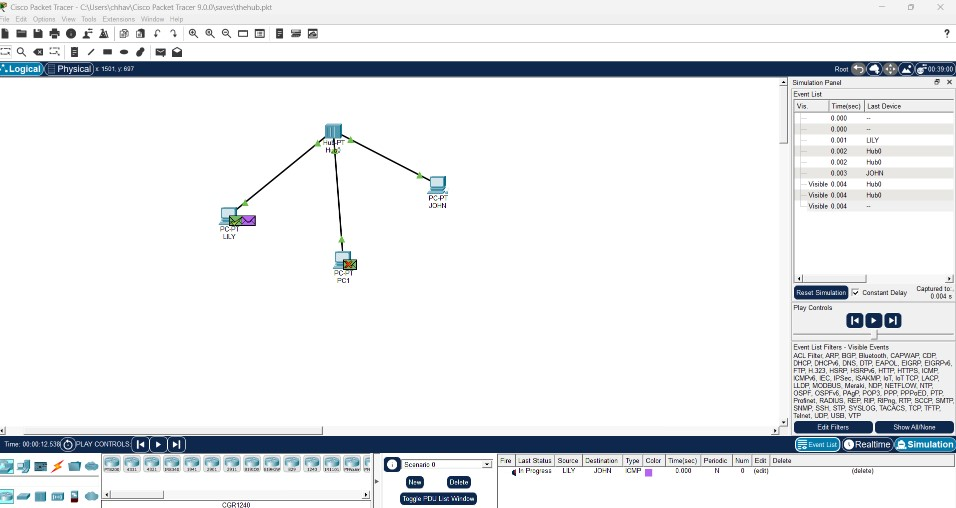 Cisco Packet Tracer - C:\Users\chhav\Cisco Packet Tracer 9.0.0\saves\thehub.pkt
File Edit Options View Tools Extensions Window Help
Logical Physical x: 1501, y: 697
Root 00:39:00
Hub-PT
Hub0
PC-PT
JOHN
PC-PT
LILY
PC-PT
PC1
Simulation Panel
Event List
Vis. Time(sec) Last Device
0.000 --
0.000 --
0.001 LILY
0.002 Hub0
0.002 Hub0
0.003 JOHN
Visible 0.004 Hub0
Visible 0.004 Hub0
Visible 0.004 --
Reset Simulation Constant Delay Captured to:
0.004 s
Play Controls
Event List Filters - Visible Events
ACL Filter, ARP, BGP, Bluetooth, CAPWAP, CDP,
DHCP, DHCPv6, DNS, DTP, EAPOL, EIGRP, EIGRPv6,
FTP, H.323, HSRP, HSRPv6, HTTP, HTTPS, ICMP,
ICMPv6, IEC, IPSec, ISAKMP, IoT, IoT TCP, LACP,
LLDP, MODBUS, Meraki, NDP, NETFLOW, NTP,
OSPF, OSPFv6, PAgP, POP3, PPP, PPPoED, PTP,
Profinet, RADIUS, REP, RIP, RIPng, RTP, SCCP, SMTP,
SNMP, SSH, STP, SYSLOG, TACACS, TCP, TFTP,
Telnet, UDP, USB, VTP
Edit Filters Show All/None
Time: 00:00:12.538 PLAY CONTROLS:
Event List Realtime Simulation
4321 1941 2901 2911 829 1240
CGR1240
Scenario 0
New Delete
Toggle PDU List Window
Fire Last Status Source Destination Type Color Time(sec) Periodic Num Edit Delete
In Progress LILY JOHN ICMP 0.000 N 0 (edit) (delete)